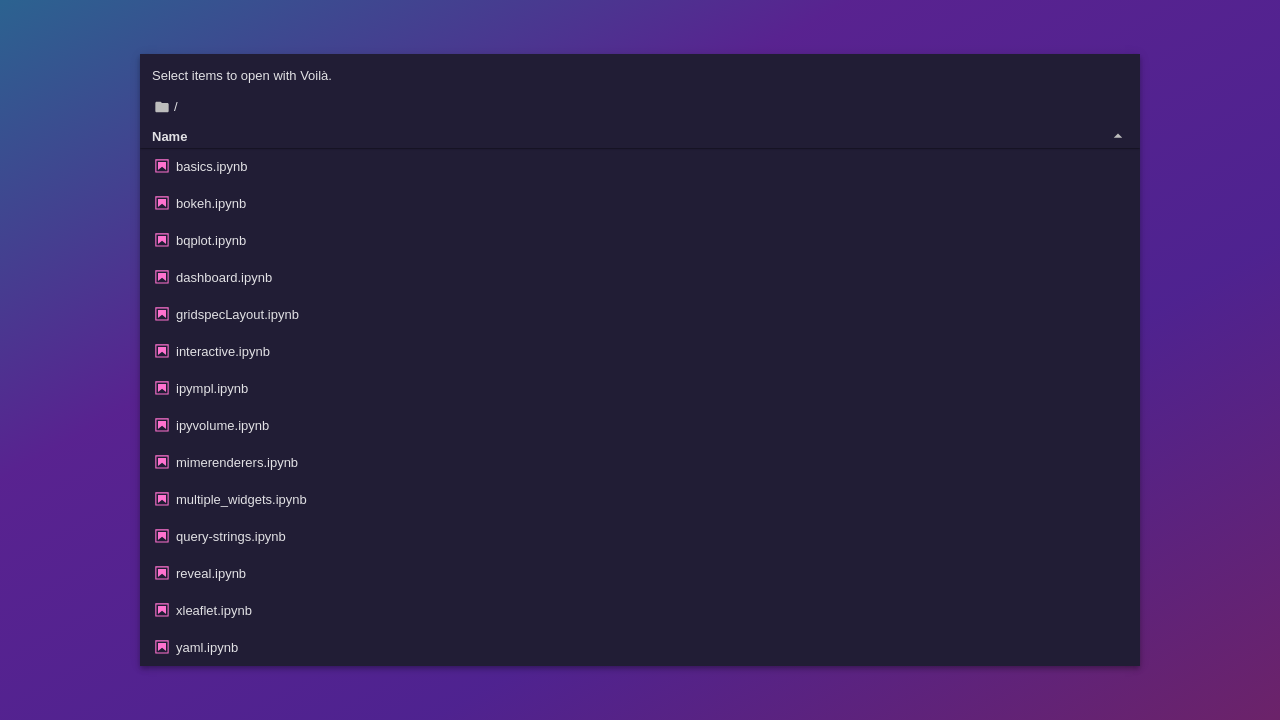 Select items to open with Voilà.
/
Name
basics.ipynb
bokeh.ipynb
bqplot.ipynb
dashboard.ipynb
gridspecLayout.ipynb
interactive.ipynb
ipympl.ipynb
ipyvolume.ipynb
mimerenderers.ipynb
multiple_widgets.ipynb
query-strings.ipynb
reveal.ipynb
xleaflet.ipynb
yaml.ipynb